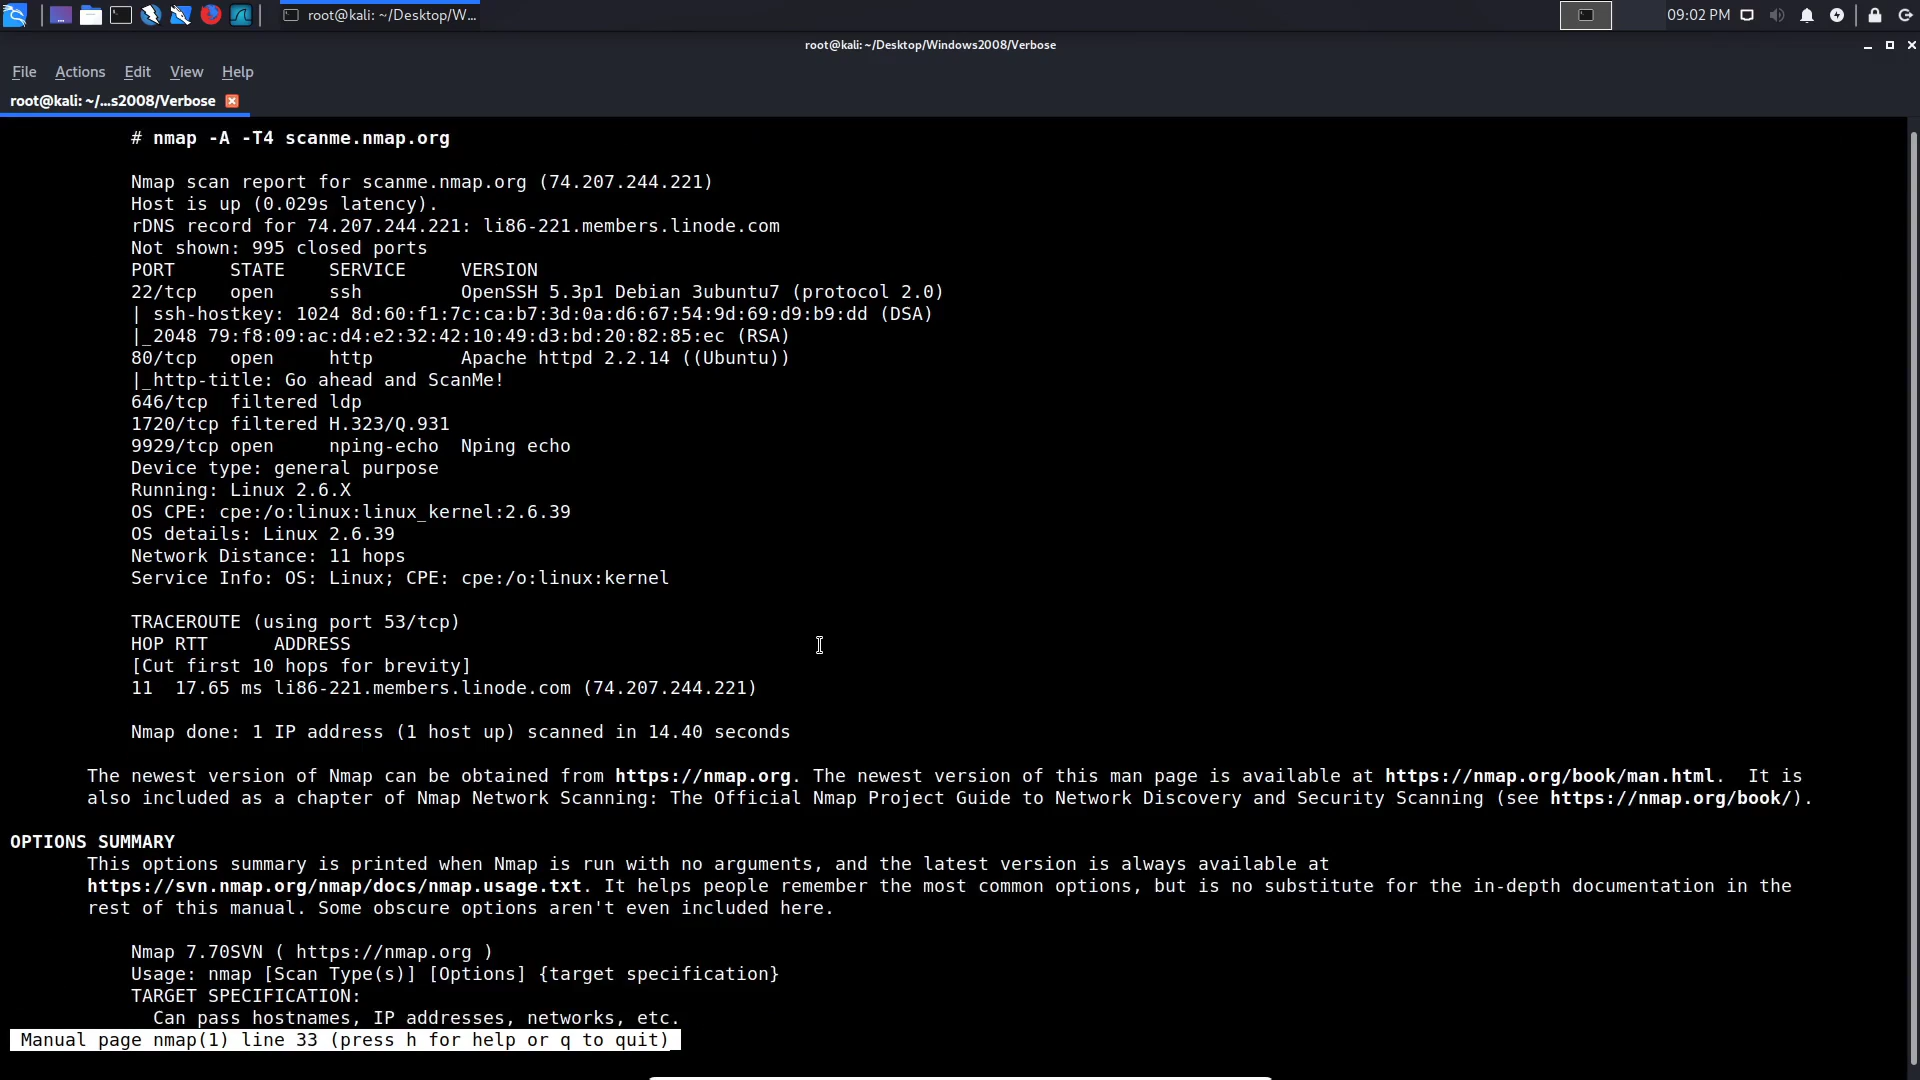 root@kali: ~/Desktop/W...
09:02 PM
root@kali: ~/Desktop/Windows2008/Verbose
File Actions Edit View Help
root@kali: ~/...s2008/Verbose
# nmap -A -T4 scanme.nmap.org
Nmap scan report for scanme.nmap.org (74.207.244.221)
Host is up (0.029s latency).
rDNS record for 74.207.244.221: li86-221.members.linode.com
Not shown: 995 closed ports
PORT     STATE    SERVICE     VERSION
22/tcp   open     ssh         OpenSSH 5.3p1 Debian 3ubuntu7 (protocol 2.0)
| ssh-hostkey: 1024 8d:60:f1:7c:ca:b7:3d:0a:d6:67:54:9d:69:d9:b9:dd (DSA)
|_2048 79:f8:09:ac:d4:e2:32:42:10:49:d3:bd:20:82:85:ec (RSA)
80/tcp   open     http        Apache httpd 2.2.14 ((Ubuntu))
|_http-title: Go ahead and ScanMe!
646/tcp  filtered ldp
1720/tcp filtered H.323/Q.931
9929/tcp open     nping-echo  Nping echo
Device type: general purpose
Running: Linux 2.6.X
OS CPE: cpe:/o:linux:linux_kernel:2.6.39
OS details: Linux 2.6.39
Network Distance: 11 hops
Service Info: OS: Linux; CPE: cpe:/o:linux:kernel
TRACEROUTE (using port 53/tcp)
HOP RTT      ADDRESS
[Cut first 10 hops for brevity]
11  17.65 ms li86-221.members.linode.com (74.207.244.221)
Nmap done: 1 IP address (1 host up) scanned in 14.40 seconds
The newest version of Nmap can be obtained from https://nmap.org. The newest version of this man page is available at https://nmap.org/book/man.html.  It is
also included as a chapter of Nmap Network Scanning: The Official Nmap Project Guide to Network Discovery and Security Scanning (see https://nmap.org/book/).
OPTIONS SUMMARY
This options summary is printed when Nmap is run with no arguments, and the latest version is always available at
https://svn.nmap.org/nmap/docs/nmap.usage.txt. It helps people remember the most common options, but is no substitute for the in-depth documentation in the
rest of this manual. Some obscure options aren't even included here.
Nmap 7.70SVN ( https://nmap.org )
Usage: nmap [Scan Type(s)] [Options] {target specification}
TARGET SPECIFICATION:
Can pass hostnames, IP addresses, networks, etc.
Manual page nmap(1) line 33 (press h for help or q to quit)